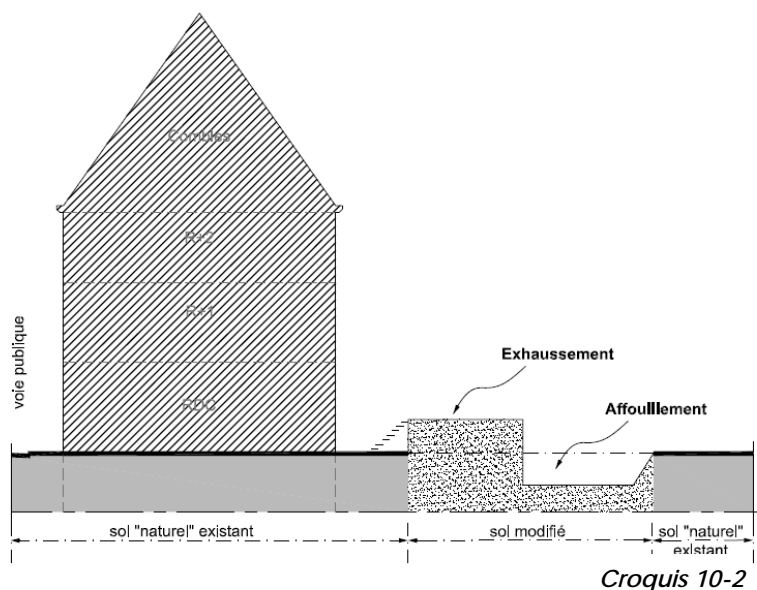 Combles
R+2
R+1
RDC
voie publique
Exhaussement
Affouillement
sol "naturel" existant
sol modifié
sol "naturel"
existant
Croquis 10-2